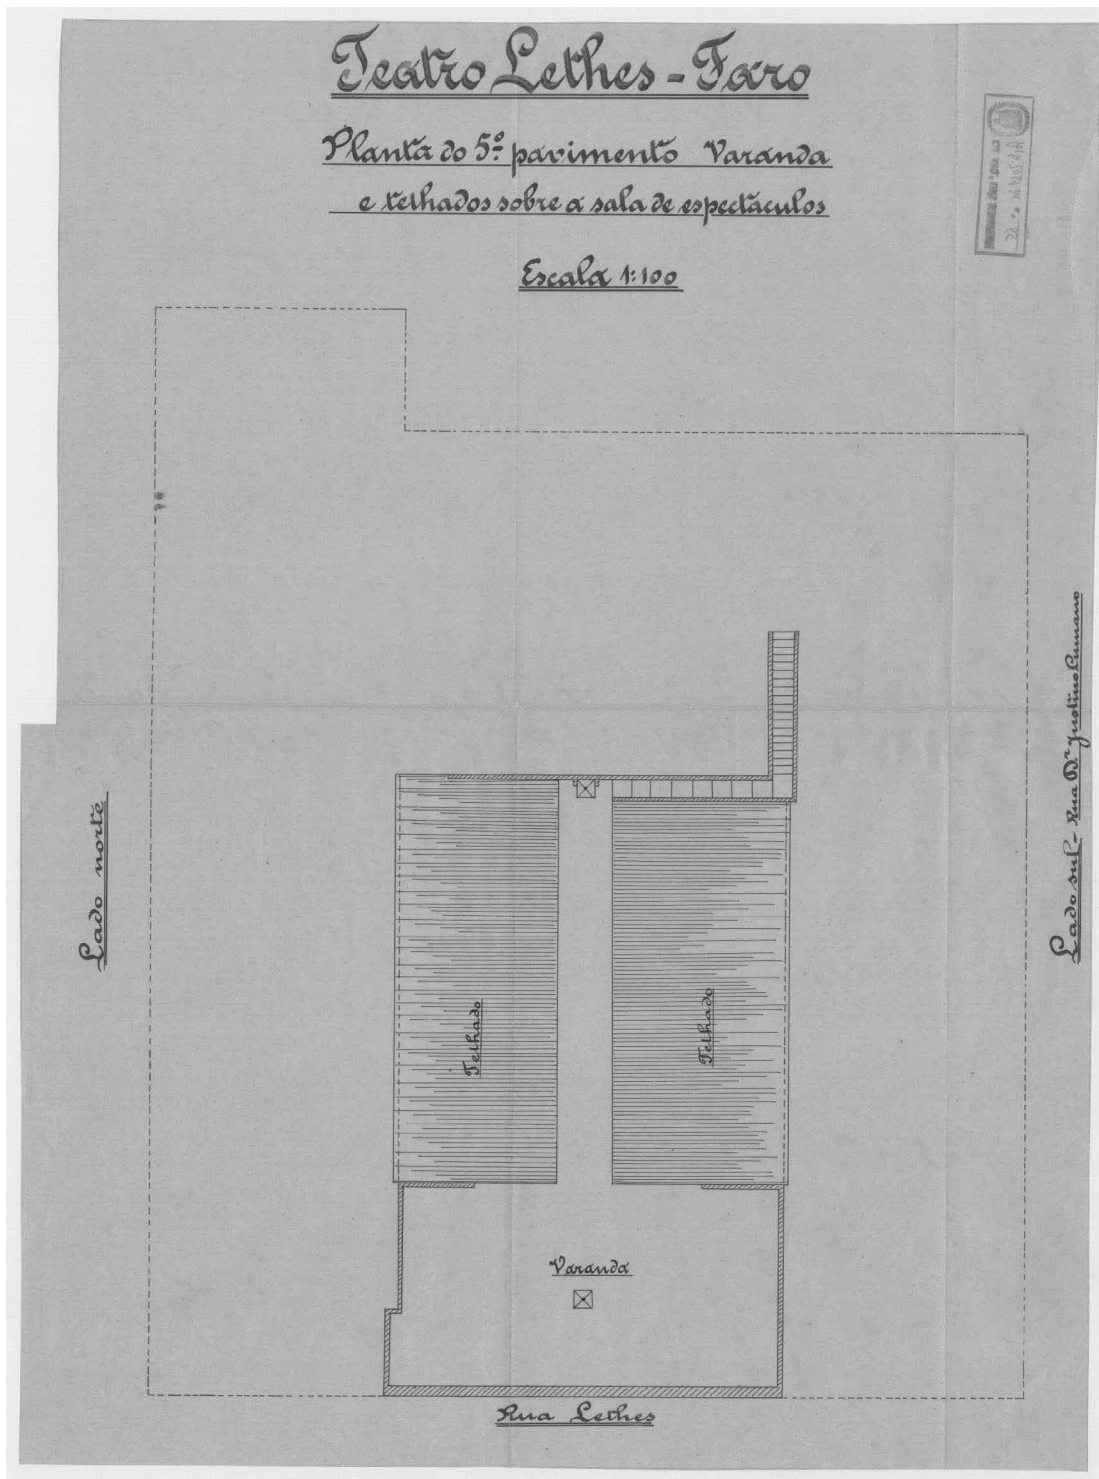 Teatro Lethes - Faro
Planta do 5º pavimento Varanda
e telhados sobre a sala de espectáculos
Escala 1:100
Lado norte
Lado sul - Rua Dr Justino Cumano
Telhado
Telhado
Varanda
Rua Lethes